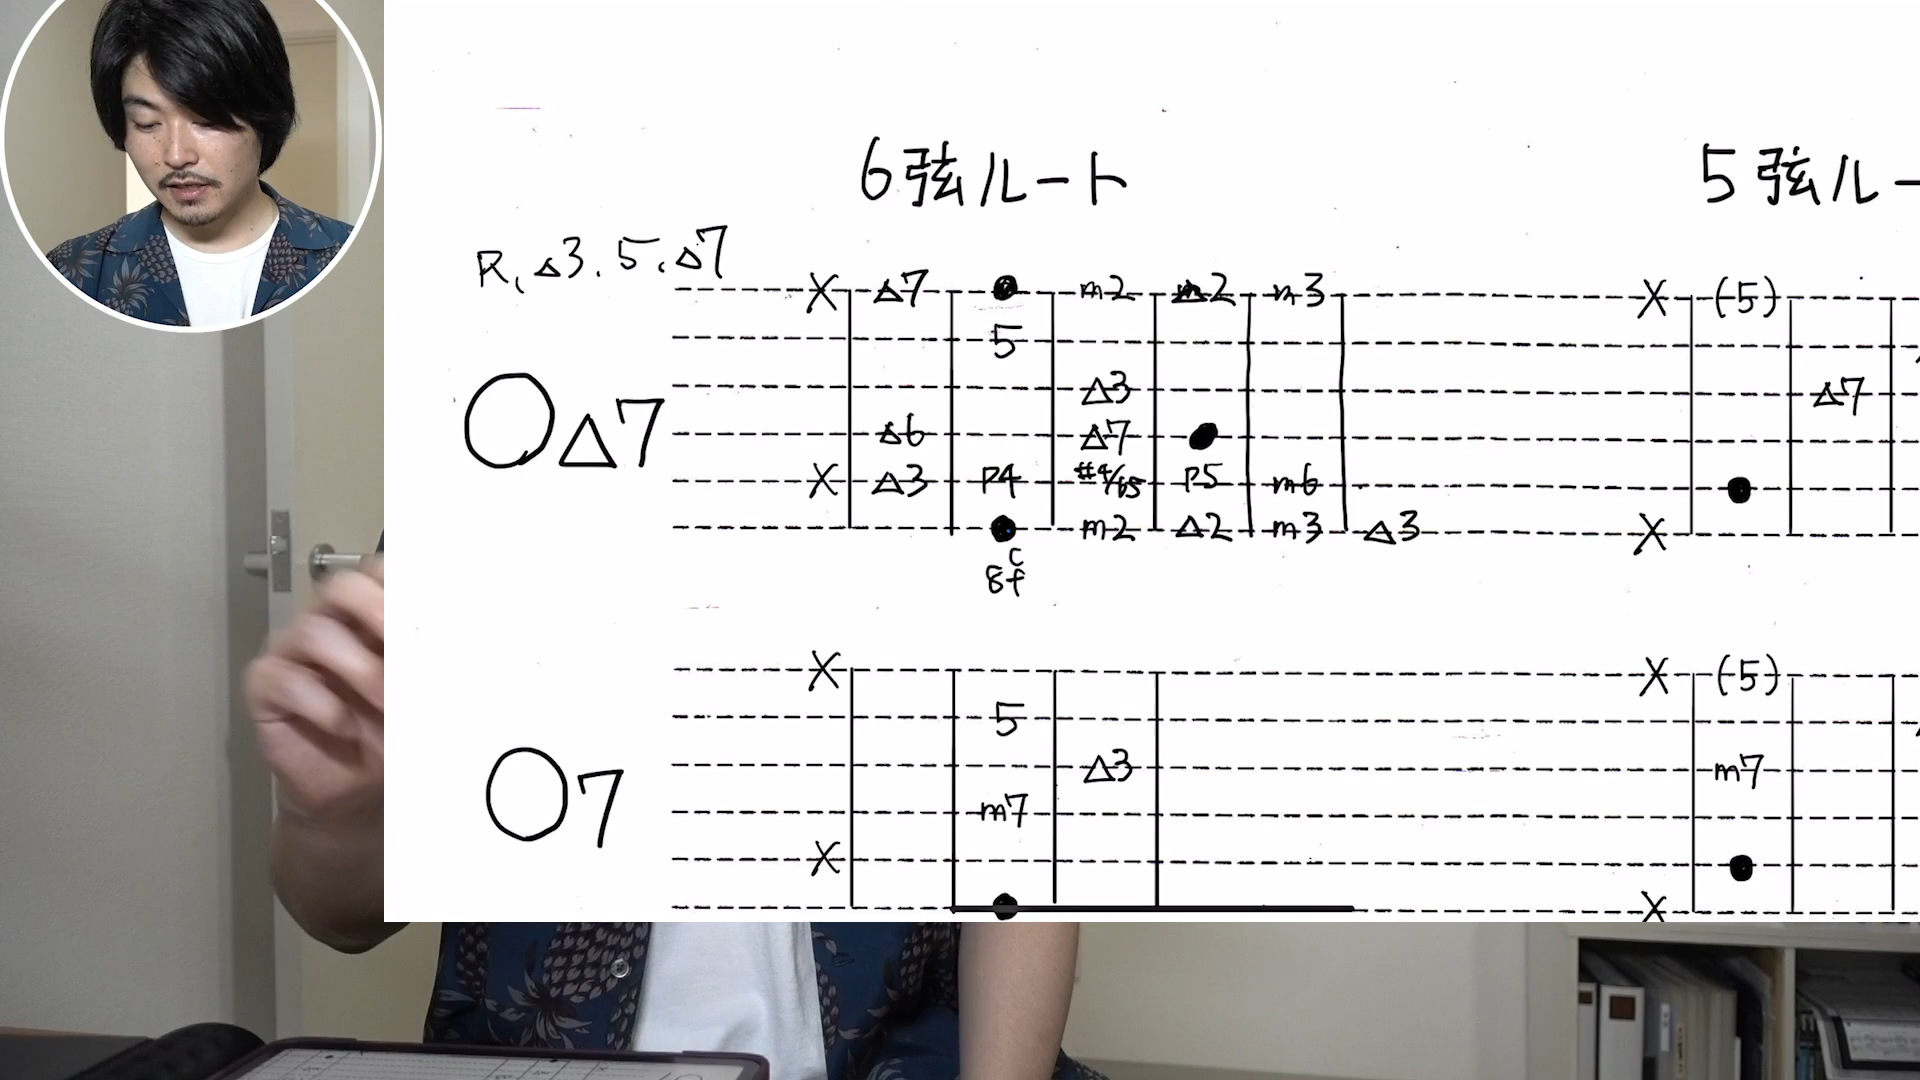 6弦ルート 5弦ルー
R、△3、5、△7
X △7 m2 △2 m3 X (5)
5
△3 △7
○△7
△6 △7
X △3 P4 #4/b5 P5 m6
m2 △2 m3 △3 X
C
8f
X X (5)
5
△3 m7
○7
m7
X
X